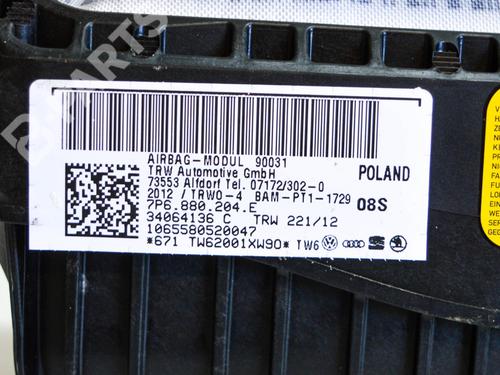 AIRBAG-MODUL 90031
TRW Automotive GmbH
73553 Alfdorf Tel. 07172/302-0
2012 / TRWO-4 BAM-PT1-1729
7P6.880.204.E
34064136 C TRW 221/12
1065580520047
*671 TW62001XW90* TW6
POLAND
08S